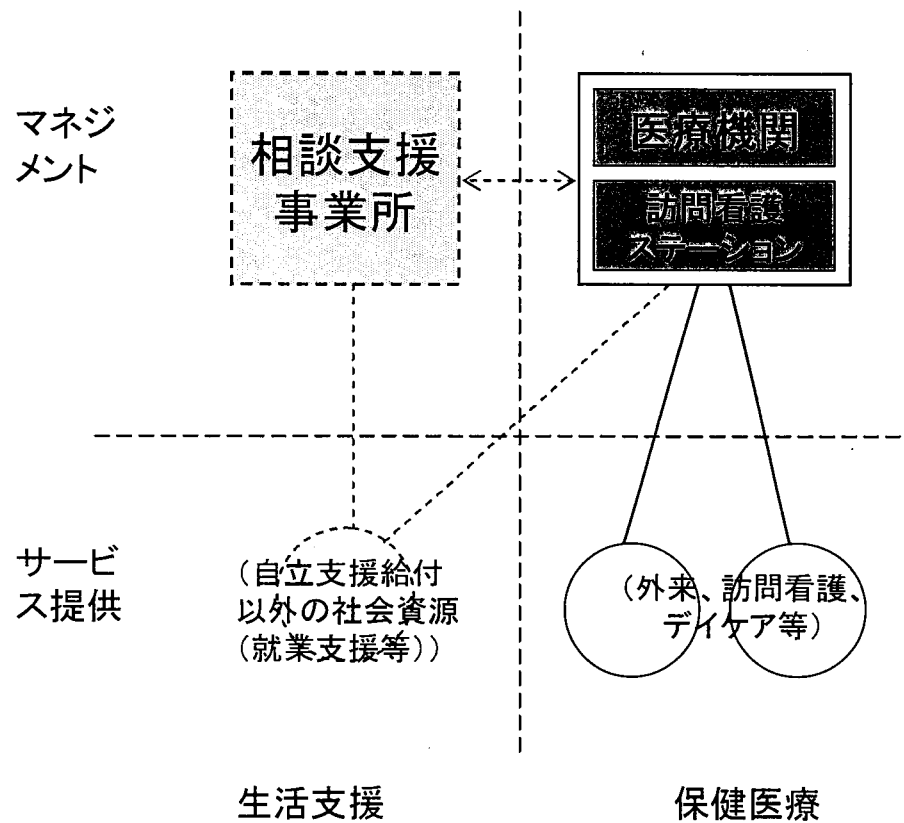 マネジ
メント
相談支援
事業所
医療機関
訪問看護
ステーション
サービ
ス提供
（自立支援給付
以外の社会資源
（就業支援等））
（外来、訪問看護、
デイケア等）
生活支援
保健医療